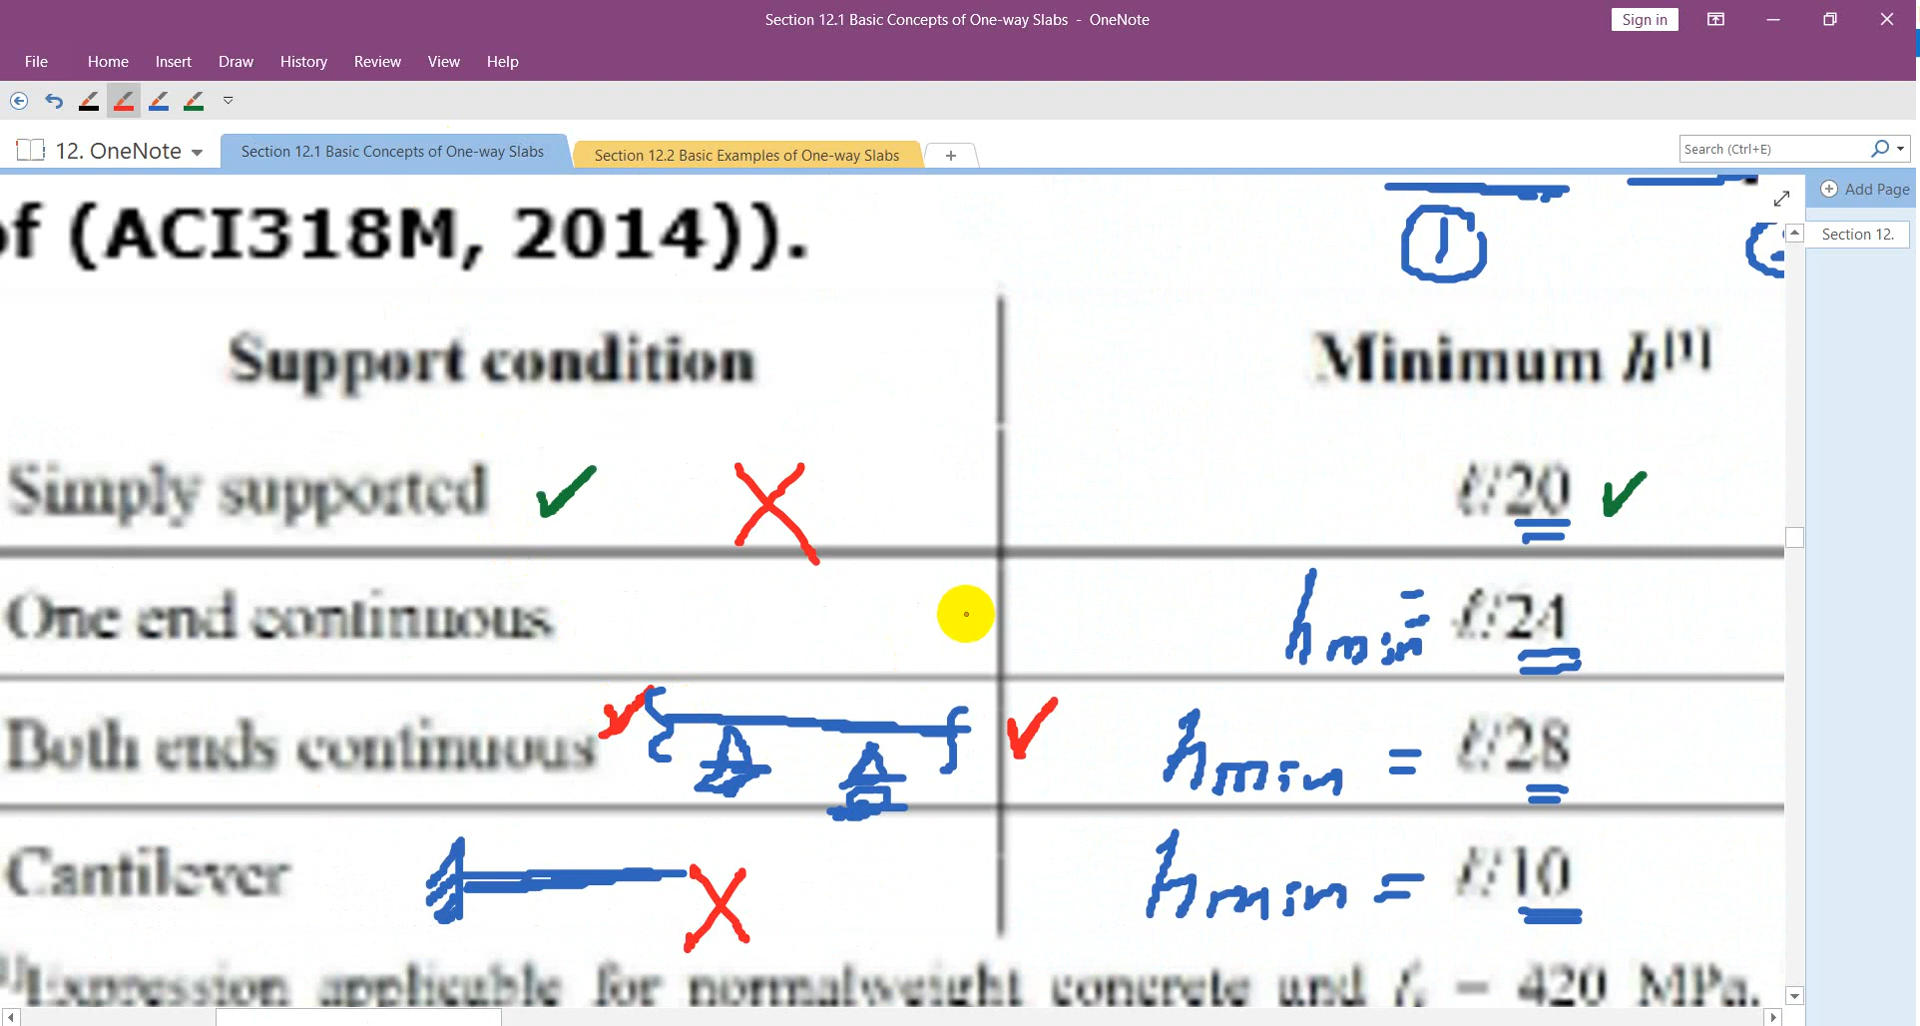 Section 12.1 Basic Concepts of One-way Slabs - OneNote
Sign in
File Home Insert Draw History Review View Help
12. OneNote
Section 12.1 Basic Concepts of One-way Slabs
Section 12.2 Basic Examples of One-way Slabs
Search (Ctrl+E)
Add Page
Section 12.
of (ACI318M, 2014)).
1
Support condition
Minimum h[1]
Simply supported
ℓ/20
One end continuous
hmin = ℓ/24
Both ends continuous
hmin = ℓ/28
Cantilever
hmin = ℓ/10
[1]Expression applicable for normalweight concrete and fy = 420 MPa.